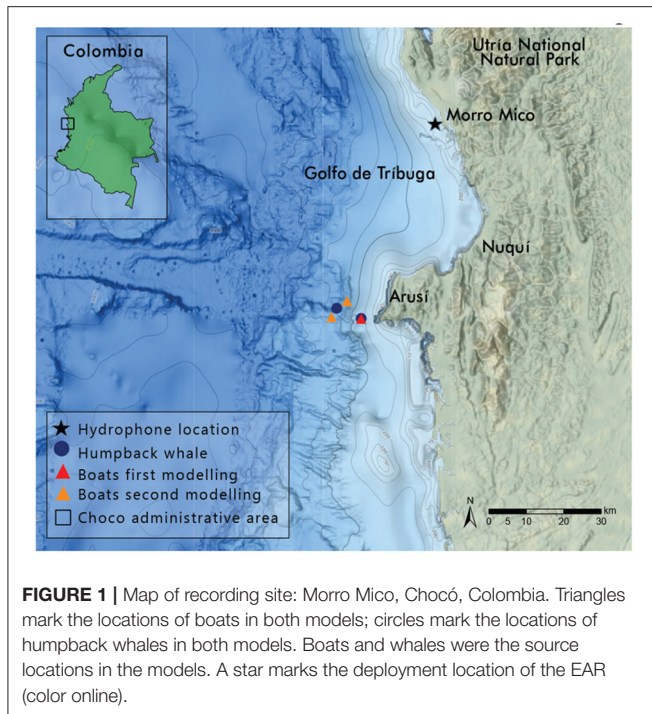 Colombia
Utría National
Natural Park
Morro Mico
Golfo de Tríbuga
Nuquí
Arusí
Hydrophone location
Humpback whale
Boats first modelling
Boats second modelling
Choco administrative area
N
km
0 5 10 20 30
FIGURE 1 | Map of recording site: Morro Mico, Chocó, Colombia. Triangles
mark the locations of boats in both models; circles mark the locations of
humpback whales in both models. Boats and whales were the source
locations in the models. A star marks the deployment location of the EAR
(color online).